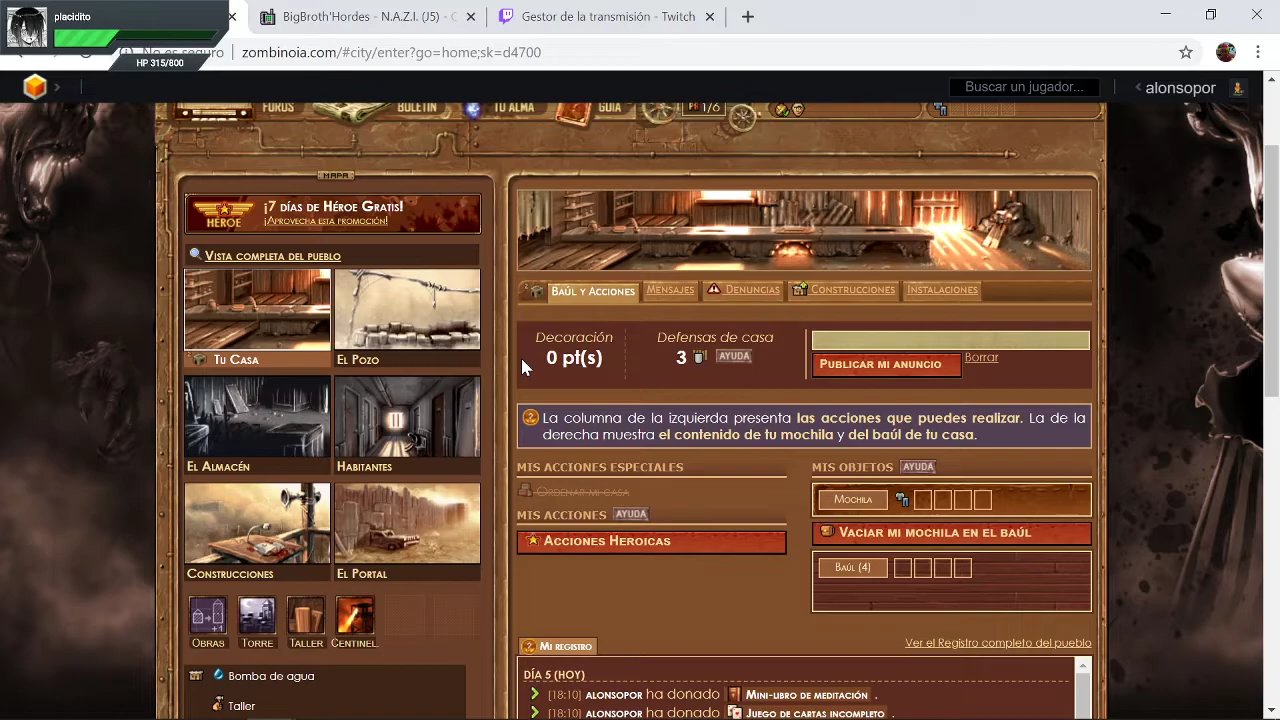 placidito
HP 315/800
BigBroth'Hordes - N.A.Z.I. (J5) - C
Gestor de la transmisión - Twitch
No es seguro
zombinoia.com/#city/enter?go=home;sk=d4700
Buscar un jugador...
alonsopor
FOROS
BOLETÍN
TU ALMA
GUÍA
1/6
MAPA
HÉROE
¡7 DÍAS DE HÉROE GRATIS!
¡APROVECHA ESTA PROMOCIÓN!
VISTA COMPLETA DEL PUEBLO
TU CASA
EL POZO
EL ALMACÉN
HABITANTES
CONSTRUCCIONES
EL PORTAL
+1
OBRAS
TORRE
TALLER
CENTINEL
Bomba de agua
Taller
BAÚL Y ACCIONES
MENSAJES
DENUNCIAS
CONSTRUCCIONES
INSTALACIONES
Decoración
0 pt(s)
Defensas de casa
3
AYUDA
PUBLICAR MI ANUNCIO
Borrar
La columna de la izquierda presenta las acciones que puedes realizar. La de la
derecha muestra el contenido de tu mochila y del baúl de tu casa.
MIS ACCIONES ESPECIALES
ORDENAR MI CASA
MIS ACCIONES
AYUDA
ACCIONES HEROICAS
MIS OBJETOS
AYUDA
MOCHILA
VACIAR MI MOCHILA EN EL BAÚL
BAÚL (4)
MI REGISTRO
Ver el Registro completo del pueblo
DÍA 5 (HOY)
[18:10] ALONSOPOR ha donado MINI-LIBRO DE MEDITACIÓN .
[18:10] ALONSOPOR ha donado JUEGO DE CARTAS INCOMPLETO .